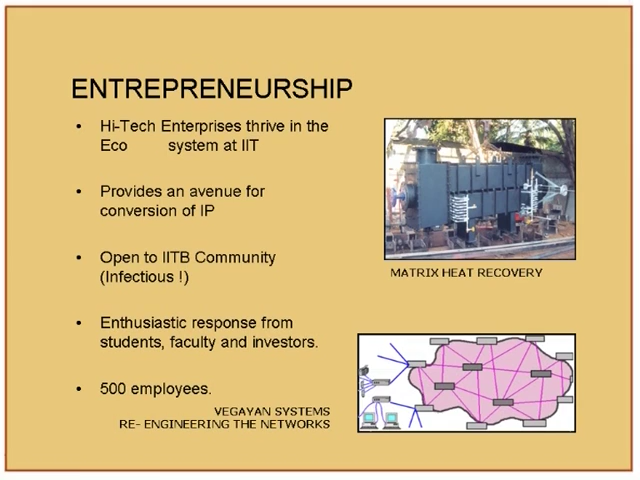 ENTREPRENEURSHIP
• Hi-Tech Enterprises thrive in the
Eco system at IIT
• Provides an avenue for
conversion of IP
• Open to IITB Community
(Infectious !)
• Enthusiastic response from
students, faculty and investors.
• 500 employees.
MATRIX HEAT RECOVERY
VEGAYAN SYSTEMS
RE- ENGINEERING THE NETWORKS